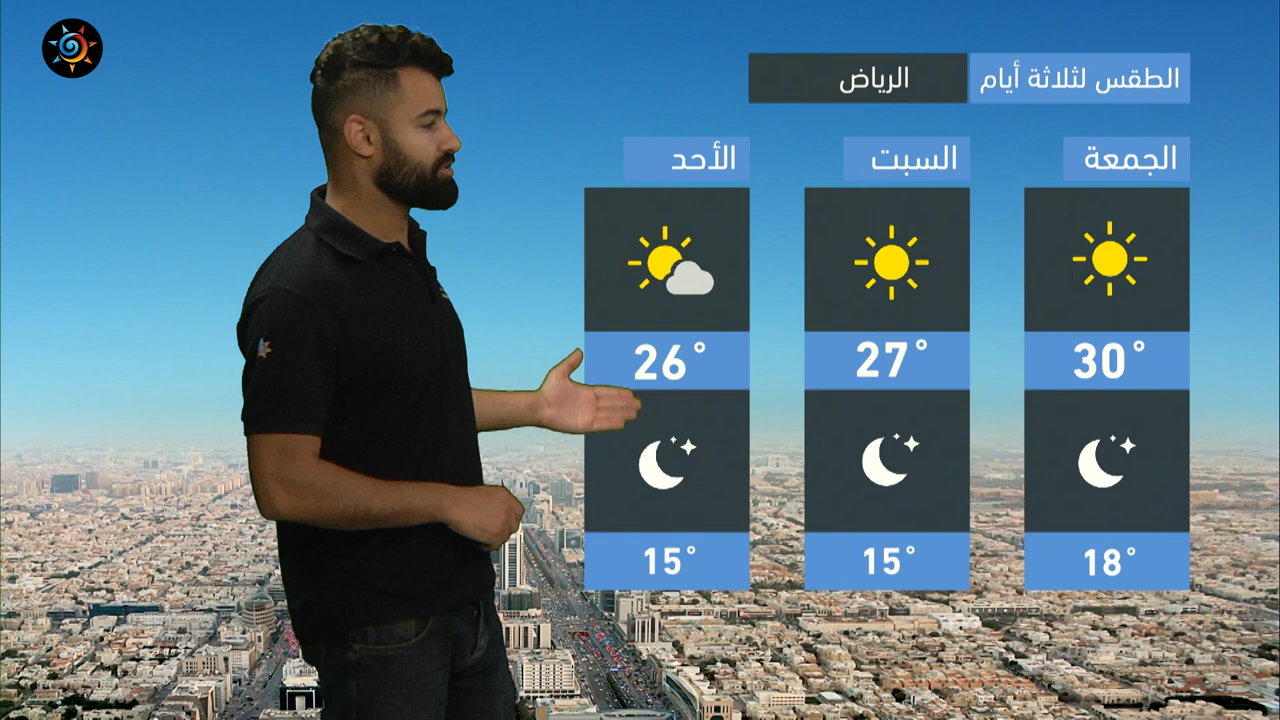 الطقس لثلاثة أيام
الرياض
الجمعة
السبت
الأحد
30°
27°
26°
18°
15°
15°